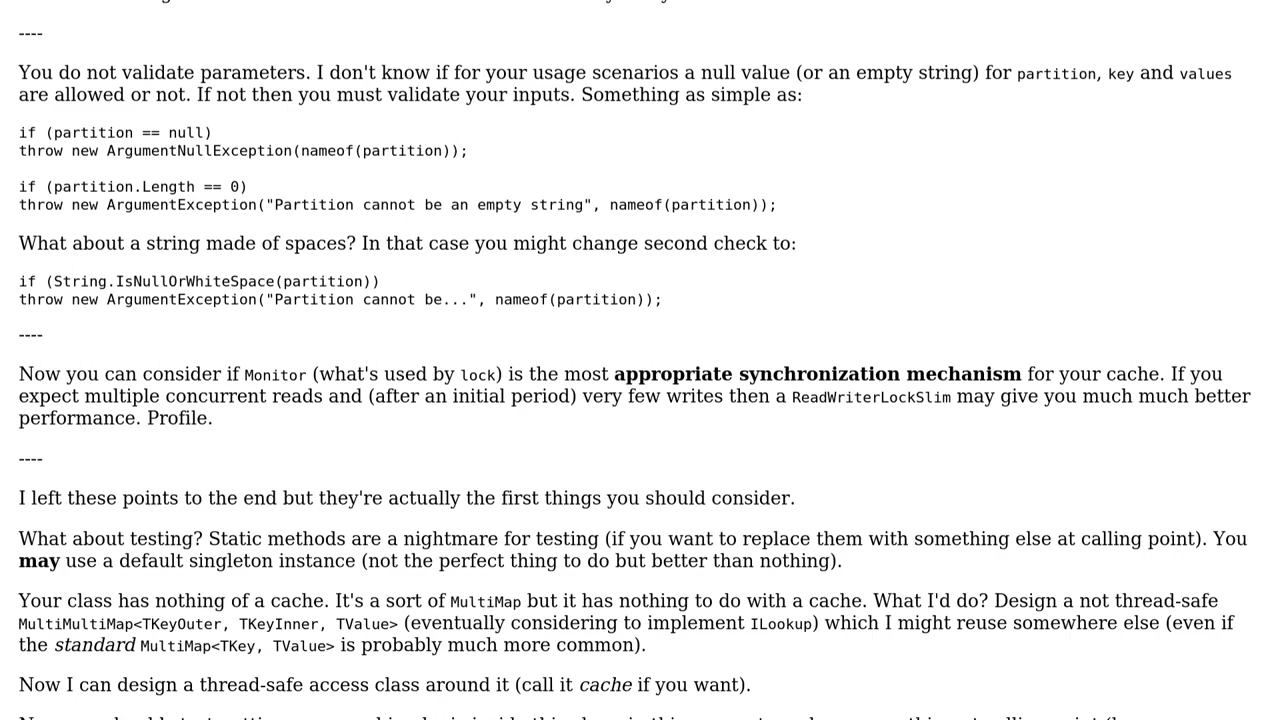 ----
You do not validate parameters. I don't know if for your usage scenarios a null value (or an empty string) for partition, key and values
are allowed or not. If not then you must validate your inputs. Something as simple as:
if (partition == null)
throw new ArgumentNullException(nameof(partition));
if (partition.Length == 0)
throw new ArgumentException("Partition cannot be an empty string", nameof(partition));
What about a string made of spaces? In that case you might change second check to:
if (String.IsNullOrWhiteSpace(partition))
throw new ArgumentException("Partition cannot be...", nameof(partition));
----
Now you can consider if Monitor (what's used by lock) is the most appropriate synchronization mechanism for your cache. If you
expect multiple concurrent reads and (after an initial period) very few writes then a ReadWriterLockSlim may give you much much better
performance. Profile.
----
I left these points to the end but they're actually the first things you should consider.
What about testing? Static methods are a nightmare for testing (if you want to replace them with something else at calling point). You
may use a default singleton instance (not the perfect thing to do but better than nothing).
Your class has nothing of a cache. It's a sort of MultiMap but it has nothing to do with a cache. What I'd do? Design a not thread-safe
MultiMultiMap<TKeyOuter, TKeyInner, TValue> (eventually considering to implement ILookup) which I might reuse somewhere else (even if
the standard MultiMap<TKey, TValue> is probably much more common).
Now I can design a thread-safe access class around it (call it cache if you want).